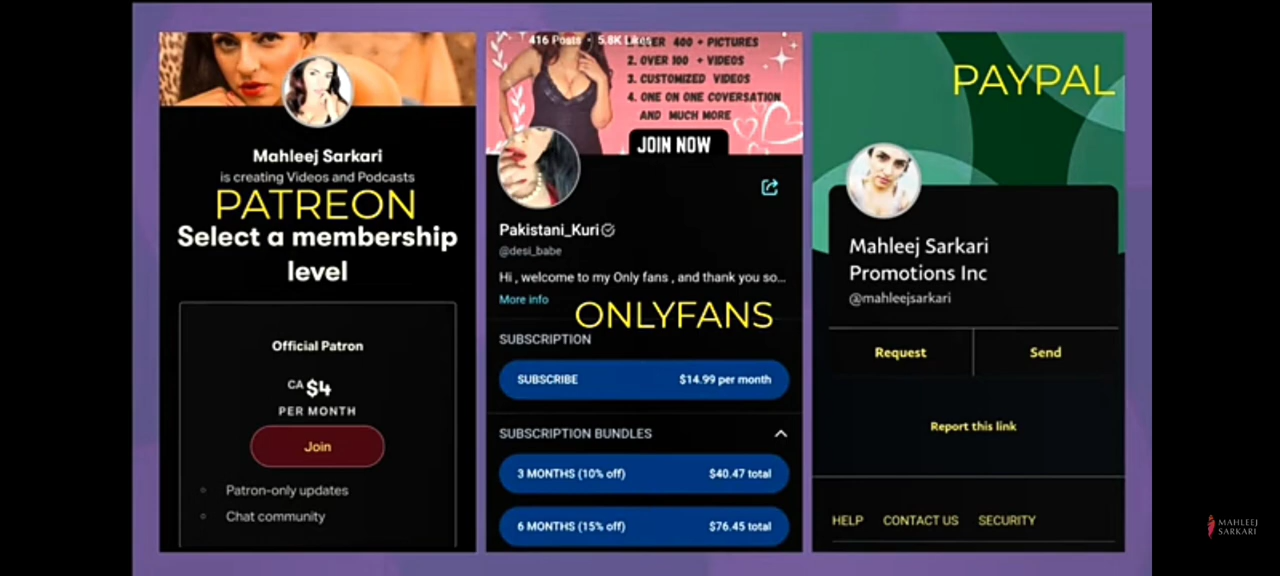 Mahleej Sarkari
is creating Videos and Podcasts
PATREON
Select a membership
level
Official Patron
CA $4
PER MONTH
Join
Patron-only updates
Chat community
416 Posts • 5.8K Likes
OVER 400 + PICTURES
2. OVER 100 + VIDEOS
3. CUSTOMIZED VIDEOS
4. ONE ON ONE COVERSATION
AND MUCH MORE
JOIN NOW
Pakistani_Kuri
@desi_babe
Hi , welcome to my Only fans , and thank you so...
More info
ONLYFANS
SUBSCRIPTION
SUBSCRIBE $14.99 per month
SUBSCRIPTION BUNDLES
3 MONTHS (10% off) $40.47 total
6 MONTHS (15% off) $76.45 total
PAYPAL
Mahleej Sarkari
Promotions Inc
@mahleejsarkari
Request Send
Report this link
HELP CONTACT US SECURITY
MAHLEEJ
SARKARI